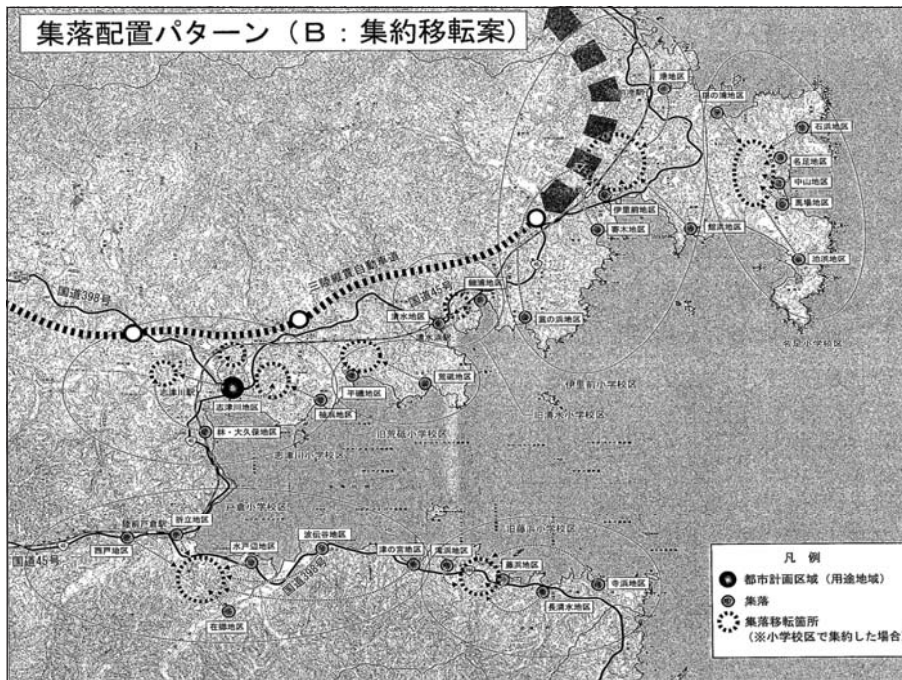 集落配置パターン（B：集約移転案）
港地区
田の浦地区
石浜地区
名足地区
中山地区
馬場地区
伊里前地区
寄木地区
館浜地区
泊浜地区
三陸縦貫自動車道
国道45号
国道398号
細浦地区
清水地区
清水浜駅
名足小学校区
伊里前小学校区
志津川駅
志津川地区
平磯地区
荒砥地区
袖浜地区
旧清水小学校区
林・大久保地区
旧荒砥小学校区
志津川小学校区
戸倉小学校区
旧藤浜小学校区
陸前戸倉駅
折立地区
西戸地区
国道45号
水戸辺地区
波伝谷地区
国道398号
津の宮地区
滝浜地区
藤浜地区
寺浜地区
長清水地区
在郷地区
凡例
都市計画区域（用途地域）
集落
集落移転箇所
（※小学校区で集約した場合